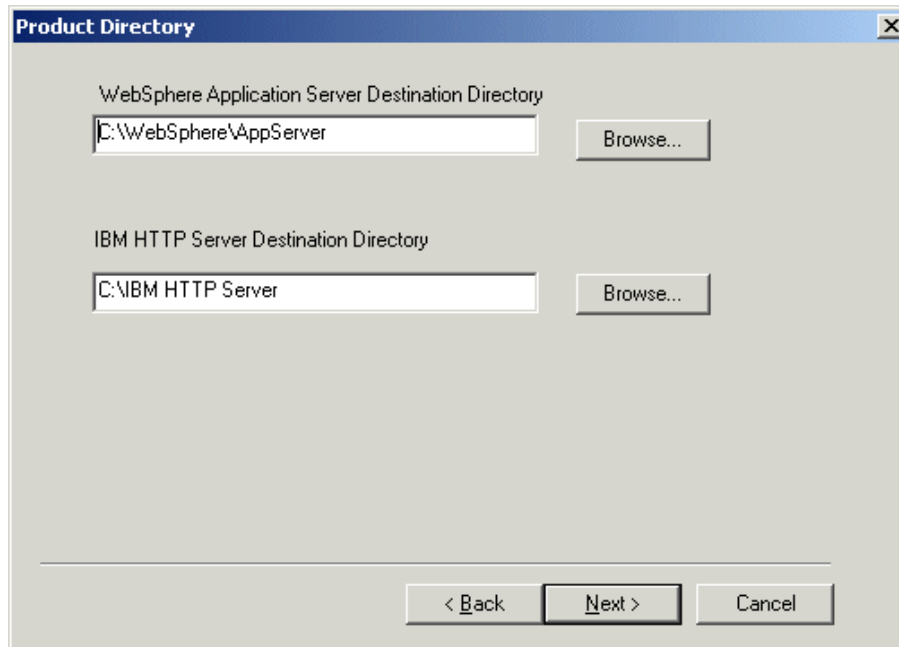 Product Directory
WebSphere Application Server Destination Directory
C:\WebSphere\AppServer
Browse...
IBM HTTP Server Destination Directory
C:\IBM HTTP Server
Browse...
< Back Next > Cancel